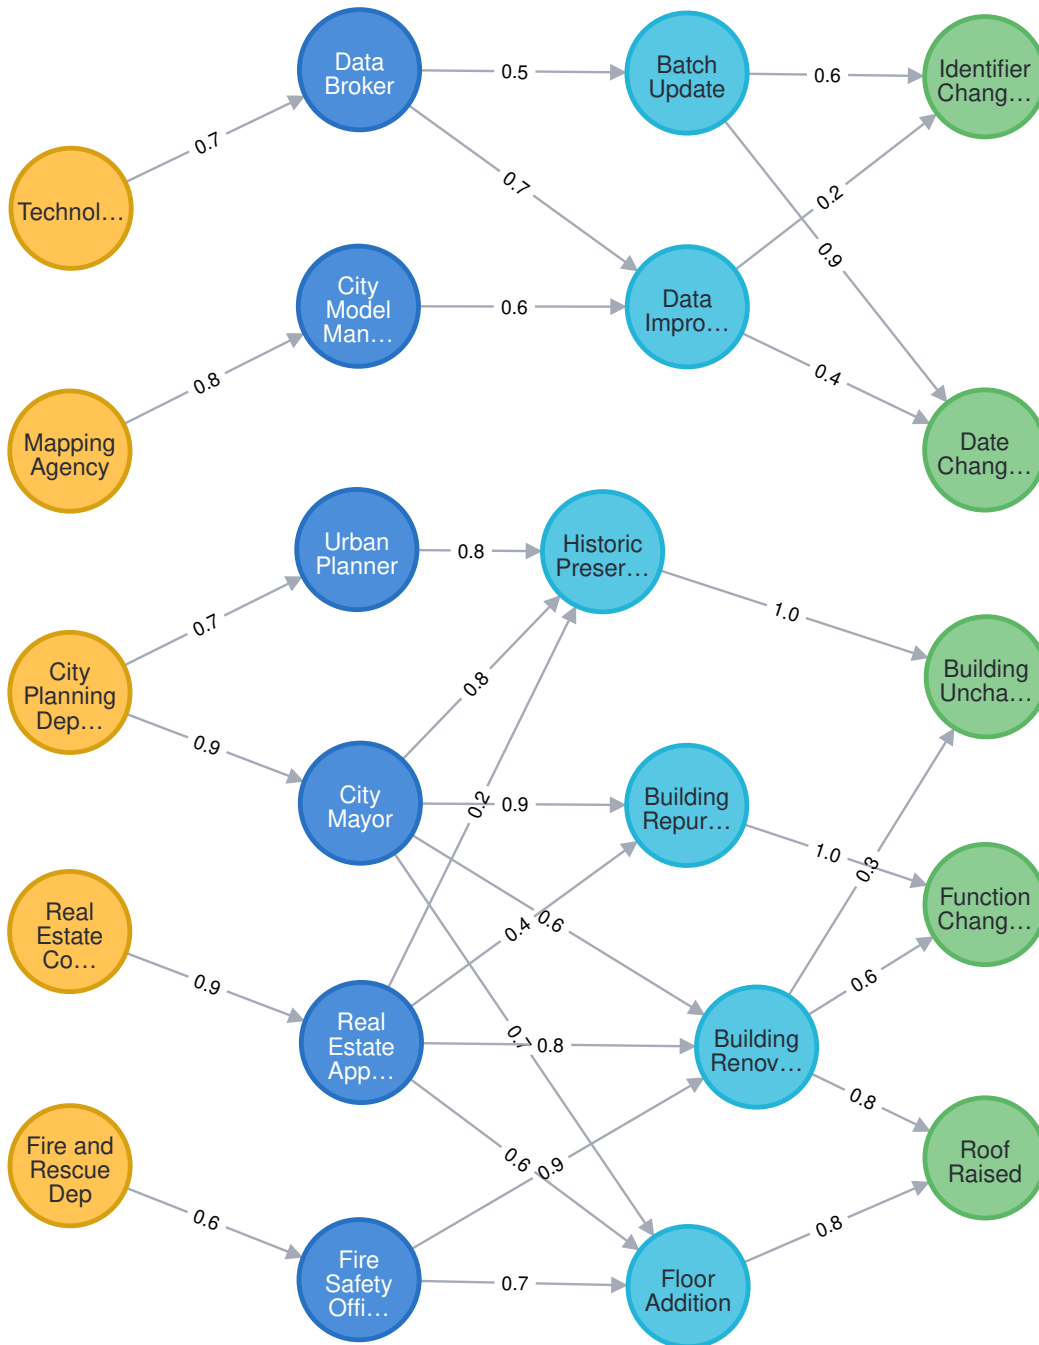 Data
Broker
0.5
Batch
Update
0.6
Identifier
Chang…
0.7
Technol…
0.7
0.2
0.9
City
Model
Man…
0.6
Data
Impro…
0.8
0.4
Mapping
Agency
Date
Chang…
Urban
Planner
0.8
Historic
Preser…
0.7
1.0
City
Planning
Dep…
0.8
Building
Uncha…
0.9
City
Mayor
0.2
0.9
Building
Repur…
1.0
0.3
Real
Estate
Co…
0.4
0.6
Function
Chang…
0.9
0.6
Real
Estate
App…
0.7
0.8
Building
Renov…
0.8
Fire and
Rescue
Dep
0.6
0.9
Roof
Raised
0.6
0.8
Fire
Safety
Offi…
0.7
Floor
Addition